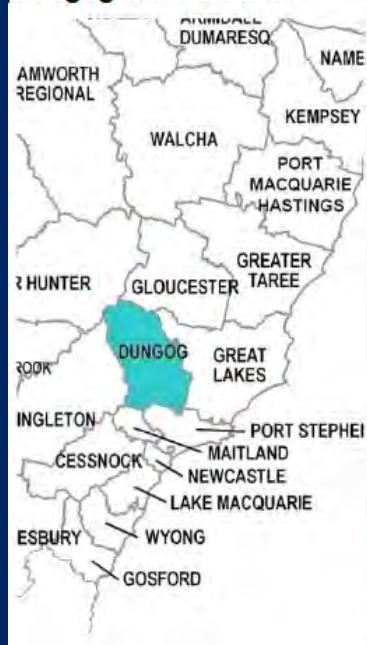 DUMARESQ
NAME
AMWORTH
REGIONAL
KEMPSEY
WALCHA
PORT
MACQUARIE
HASTINGS
GREATER
TAREE
R HUNTER
GLOUCESTER
DUNGOG
GREAT
LAKES
ROOK
INGLETON
PORT STEPHE
MAITLAND
CESSNOCK
NEWCASTLE
LAKE MACQUARIE
ESBURY
WYONG
GOSFORD